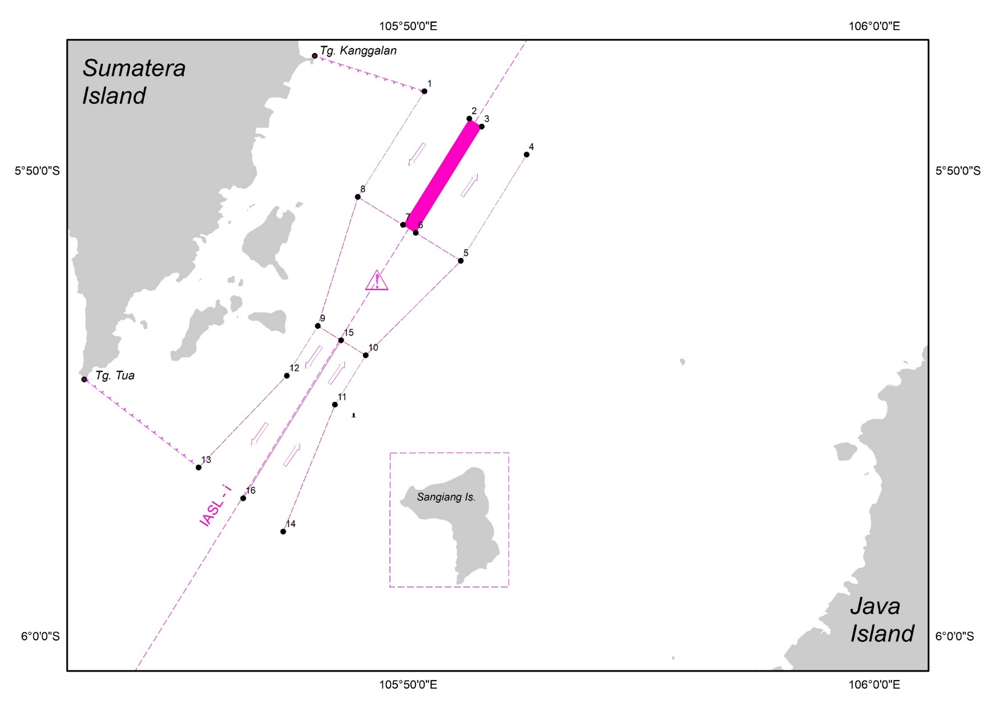 105°50'0"E
106°0'0"E
Tg. Kanggalan
Sumatera
Island
1
2
3
4
5°50'0"S
5°50'0"S
8
7
6
5
!
9
15
10
12
Tg. Tua
11
13
16
IASL - i
Sangiang Is.
14
Java
Island
6°0'0"S
6°0'0"S
105°50'0"E
106°0'0"E